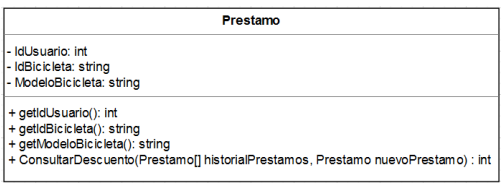 Prestamo
- IdUsuario: int
- IdBicicleta: string
- ModeloBicicleta: string
+ getIdUsuario(): int
+ getIdBicicleta(): string
+ getModeloBicicleta(): string
+ ConsultarDescuento(Prestamo[] historialPrestamos, Prestamo nuevoPrestamo) : int